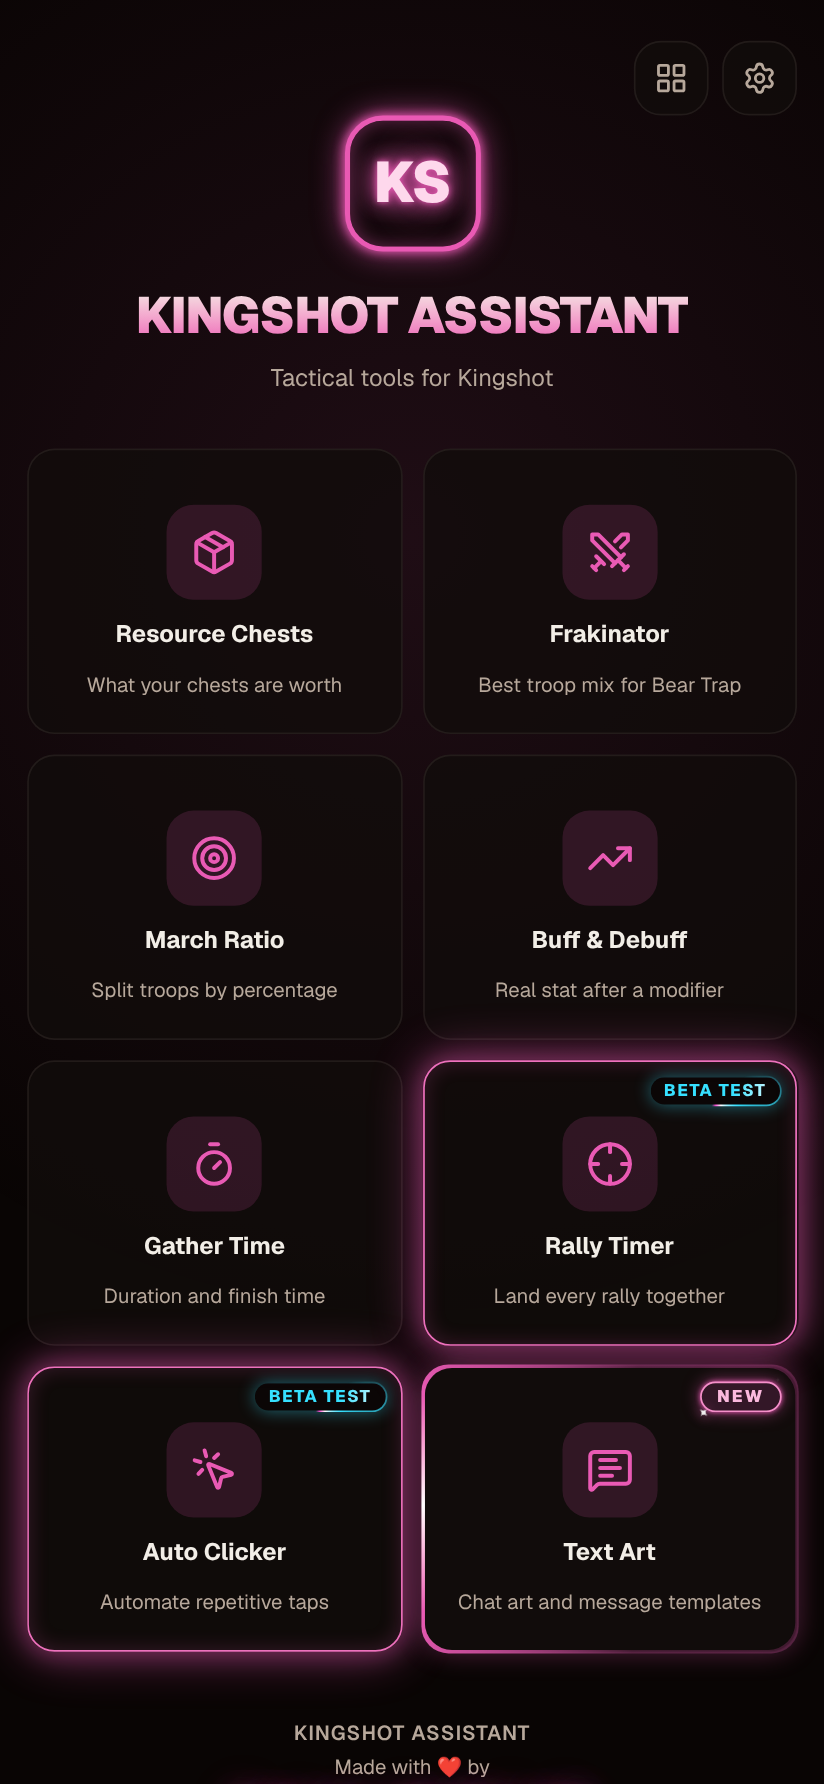 KS
KINGSHOT ASSISTANT
Tactical tools for Kingshot
Resource Chests
What your chests are worth
Frakinator
Best troop mix for Bear Trap
March Ratio
Split troops by percentage
Buff & Debuff
Real stat after a modifier
Gather Time
Duration and finish time
BETA TEST
Rally Timer
Land every rally together
BETA TEST
Auto Clicker
Automate repetitive taps
NEW
Text Art
Chat art and message templates
KINGSHOT ASSISTANT
Made with ❤️ by